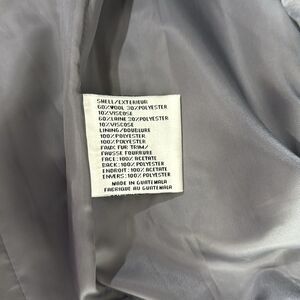 SHELL/EXTERIEUR
60% WOOL 30% POLYESTER
10% VISCOSE
60% LAINE 30% POLYESTER
10% VISCOSE
LINING/DOUBLURE
100% POLYESTER
100% POLYESTER
FAUX FUR TRIM/
FAUSSE FOURRURE
FACE: 100% ACETATE
BACK: 100% POLYESTER
ENDROIT: 100% ACETATE
ENVERS: 100% POLYESTER
MADE IN GUATEMALA
FABRIQUE AU GUATEMALA